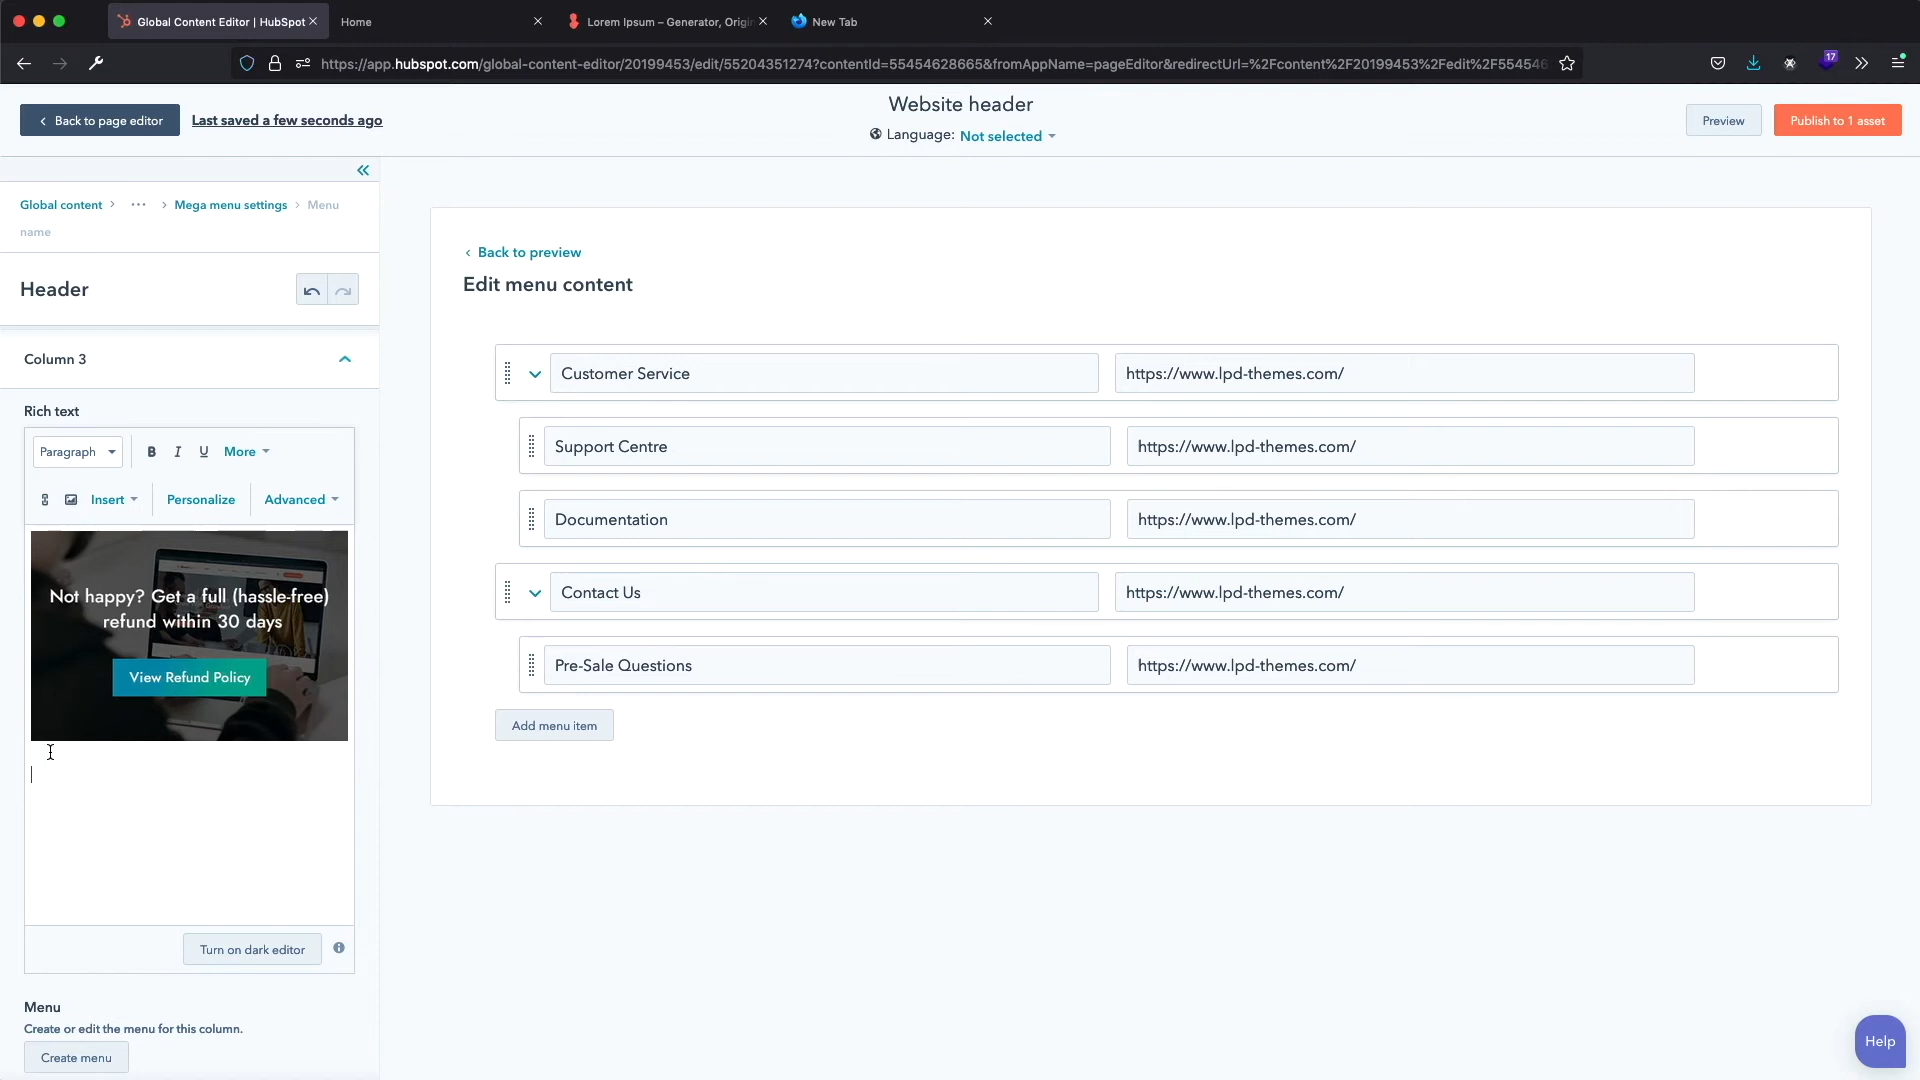 Global Content Editor | HubSpot
Home
Lorem Ipsum – Generator, Origin
New Tab
https://app.hubspot.com/global-content-editor/20199453/edit/55204351274?contentId=55454628665&fromAppName=pageEditor&redirectUrl=%2Fcontent%2F20199453%2Fedit%2F555454 6
17
Back to page editor
Last saved a few seconds ago
Website header
Language: Not selected
Preview
Publish to 1 asset
Global content > ··· > Mega menu settings > Menu
name
Header
Column 3
Rich text
Paragraph B I U More
Insert Personalize Advanced
Not happy? Get a full (hassle-free)
refund within 30 days
View Refund Policy
Turn on dark editor
Menu
Create or edit the menu for this column.
Create menu
‹ Back to preview
Edit menu content
Customer Service https://www.lpd-themes.com/
Support Centre https://www.lpd-themes.com/
Documentation https://www.lpd-themes.com/
Contact Us https://www.lpd-themes.com/
Pre-Sale Questions https://www.lpd-themes.com/
Add menu item
Help